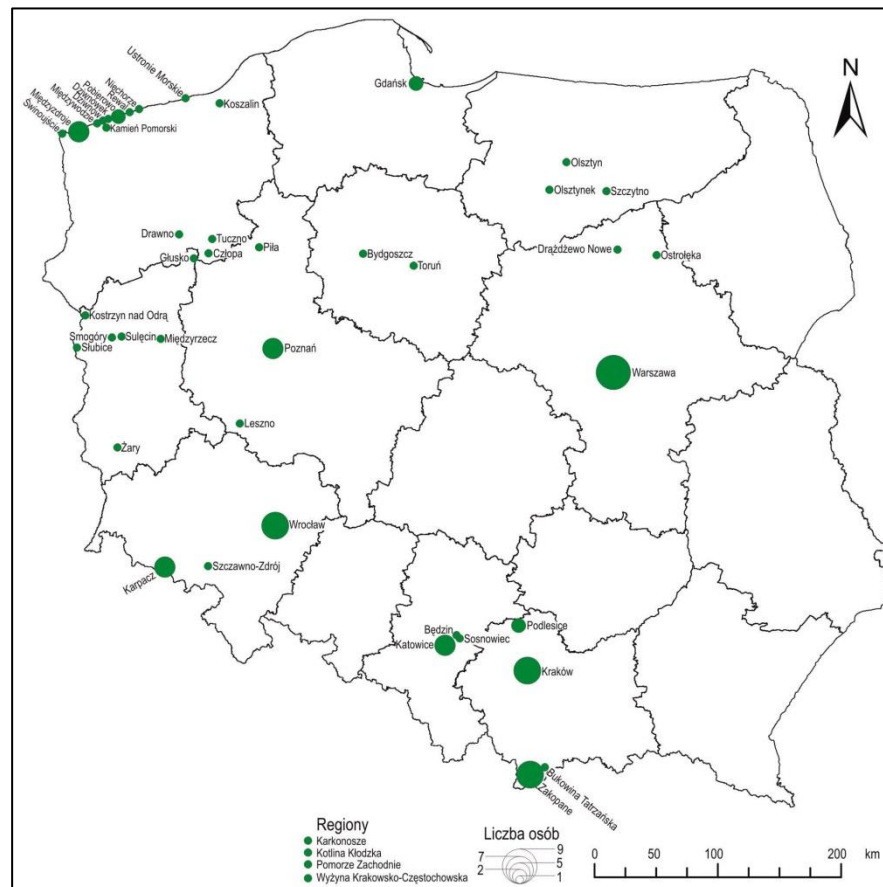 Ustronie Morskie
Niechorze
Rewal
Pobierowo
Dziwnówek
Dziwnów
Międzywodzie
Międzyzdroje
Świnoujście
Kamień Pomorski
Koszalin
Gdańsk
N
Olsztyn
Olsztynek
Szczytno
Drawno
Tuczno
Człopa
Głusko
Piła
Bydgoszcz
Toruń
Drążdżewo Nowe
Ostrołęka
Kostrzyn nad Odrą
Smogóry
Sulęcin
Międzyrzecz
Słubice
Poznań
Warszawa
Leszno
Żary
Wrocław
Karpacz
Szczawno-Zdrój
Będzin
Sosnowiec
Katowice
Podlesice
Kraków
Bukowina Tatrzańska
Zakopane
Regiony
Karkonosze
Kotlina Kłodzka
Pomorze Zachodnie
Wyżyna Krakowsko-Częstochowska
Liczba osób
9
7
5
2
1
0 50 100 200 km